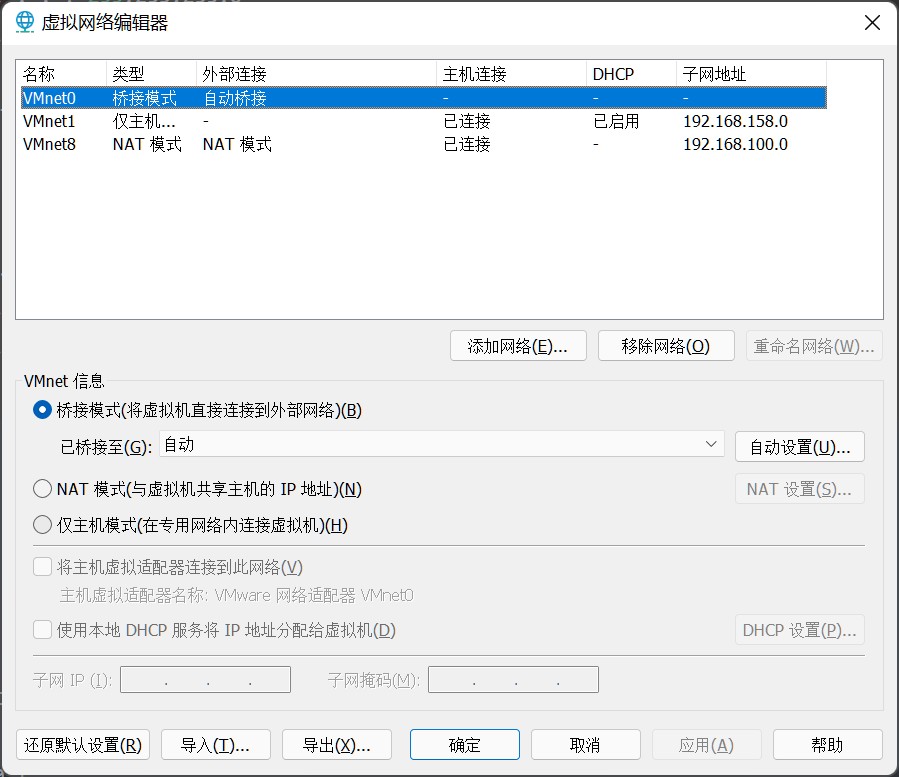 虚拟网络编辑器
名称 类型 外部连接 主机连接 DHCP 子网地址
VMnet0 桥接模式 自动桥接 - - -
VMnet1 仅主机... - 已连接 已启用 192.168.158.0
VMnet8 NAT 模式 NAT 模式 已连接 - 192.168.100.0
添加网络(E)... 移除网络(O) 重命名网络(W)...
VMnet 信息
桥接模式(将虚拟机直接连接到外部网络)(B)
已桥接至(G): 自动 自动设置(U)...
NAT 模式(与虚拟机共享主机的 IP 地址)(N) NAT 设置(S)...
仅主机模式(在专用网络内连接虚拟机)(H)
将主机虚拟适配器连接到此网络(V)
主机虚拟适配器名称: VMware 网络适配器 VMnet0
使用本地 DHCP 服务将 IP 地址分配给虚拟机(D) DHCP 设置(P)...
子网 IP (I): . . . 子网掩码(M): . . .
还原默认设置(R) 导入(T)... 导出(X)... 确定 取消 应用(A) 帮助